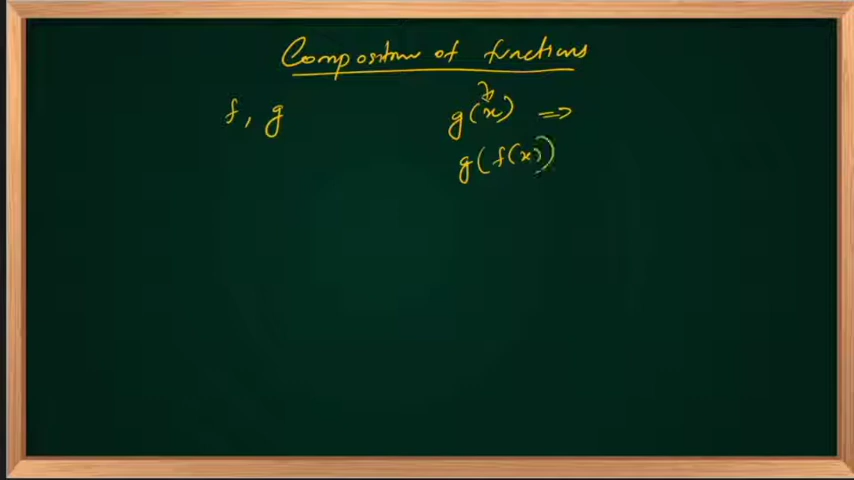 Composition of functions
f, g
g(x) ⇒
g(f(x))